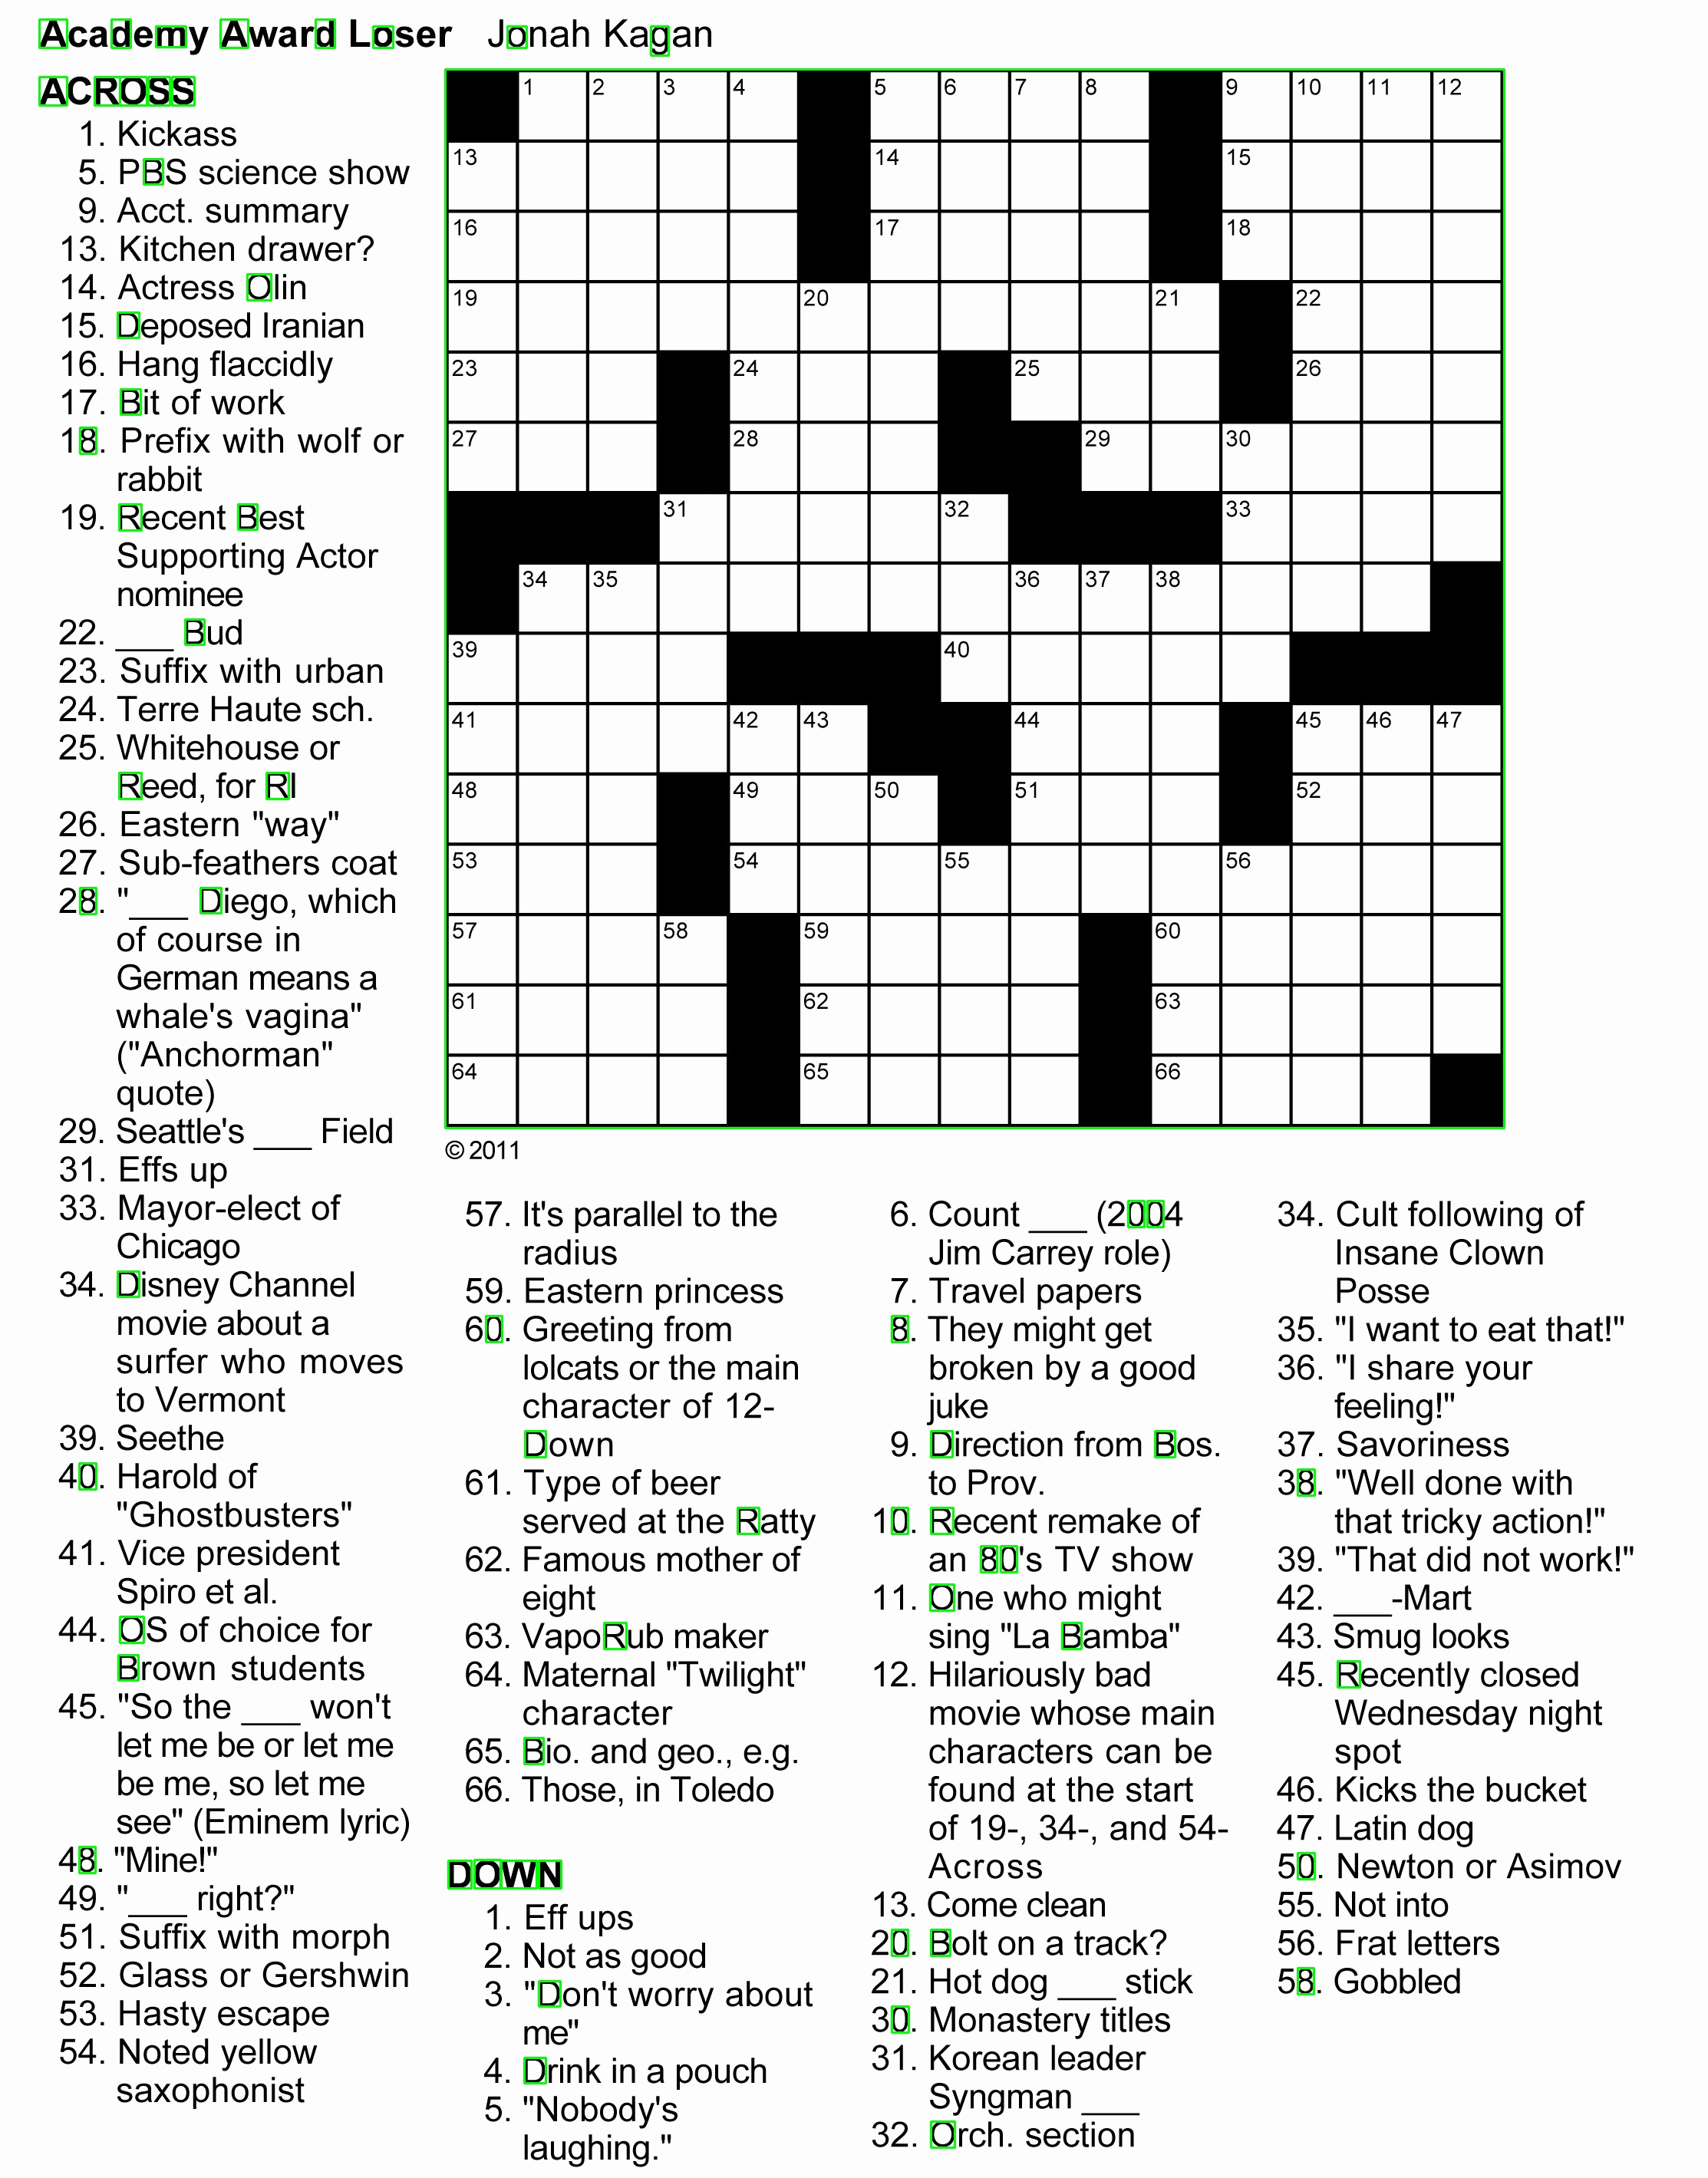 Academy Award Loser Jonah Kagan
ACROSS
1. Kickass
5. PBS science show
9. Acct. summary
13. Kitchen drawer?
14. Actress Olin
15. Deposed Iranian
16. Hang flaccidly
17. Bit of work
18. Prefix with wolf or
rabbit
19. Recent Best
Supporting Actor
nominee
22. ___ Bud
23. Suffix with urban
24. Terre Haute sch.
25. Whitehouse or
Reed, for RI
26. Eastern "way"
27. Sub-feathers coat
28. "___ Diego, which
of course in
German means a
whale's vagina"
("Anchorman"
quote)
29. Seattle's ___ Field
31. Effs up
33. Mayor-elect of
Chicago
34. Disney Channel
movie about a
surfer who moves
to Vermont
39. Seethe
40. Harold of
"Ghostbusters"
41. Vice president
Spiro et al.
44. OS of choice for
Brown students
45. "So the ___ won't
let me be or let me
be me, so let me
see" (Eminem lyric)
48. "Mine!"
49. "___ right?"
51. Suffix with morph
52. Glass or Gershwin
53. Hasty escape
54. Noted yellow
saxophonist
1 2 3 4 5 6 7 8 9 10 11 12
13 14 15
16 17 18
19 20 21 22
23 24 25 26
27 28 29 30
31 32 33
34 35 36 37 38
39 40
41 42 43 44 45 46 47
48 49 50 51 52
53 54 55 56
57 58 59 60
61 62 63
64 65 66
© 2011
57. It's parallel to the
radius
59. Eastern princess
60. Greeting from
lolcats or the main
character of 12-
Down
61. Type of beer
served at the Ratty
62. Famous mother of
eight
63. VapoRub maker
64. Maternal "Twilight"
character
65. Bio. and geo., e.g.
66. Those, in Toledo
DOWN
1. Eff ups
2. Not as good
3. "Don't worry about
me"
4. Drink in a pouch
5. "Nobody's
laughing."
6. Count ___ (2004
Jim Carrey role)
7. Travel papers
8. They might get
broken by a good
juke
9. Direction from Bos.
to Prov.
10. Recent remake of
an 80's TV show
11. One who might
sing "La Bamba"
12. Hilariously bad
movie whose main
characters can be
found at the start
of 19-, 34-, and 54-
Across
13. Come clean
20. Bolt on a track?
21. Hot dog ___ stick
30. Monastery titles
31. Korean leader
Syngman ___
32. Orch. section
34. Cult following of
Insane Clown
Posse
35. "I want to eat that!"
36. "I share your
feeling!"
37. Savoriness
38. "Well done with
that tricky action!"
39. "That did not work!"
42. ___-Mart
43. Smug looks
45. Recently closed
Wednesday night
spot
46. Kicks the bucket
47. Latin dog
50. Newton or Asimov
55. Not into
56. Frat letters
58. Gobbled